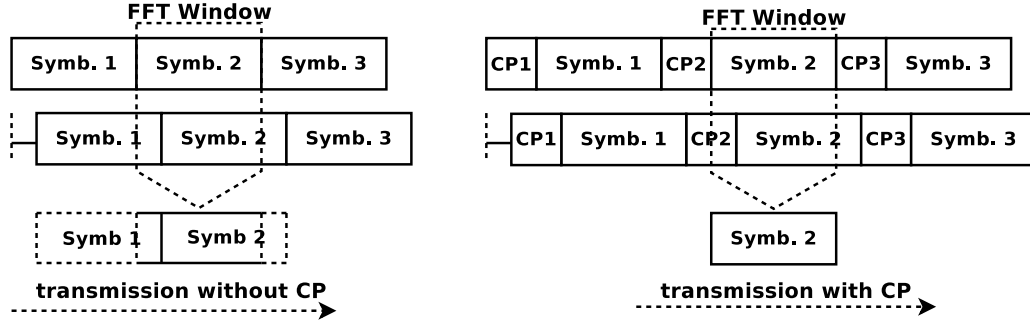 FFT Window
Symb. 1 Symb. 2 Symb. 3
Symb. 1 Symb. 2 Symb. 3
Symb 1 Symb 2
transmission without CP
FFT Window
CP1 Symb. 1 CP2 Symb. 2 CP3 Symb. 3
CP1 Symb. 1 CP2 Symb. 2 CP3 Symb. 3
Symb. 2
transmission with CP